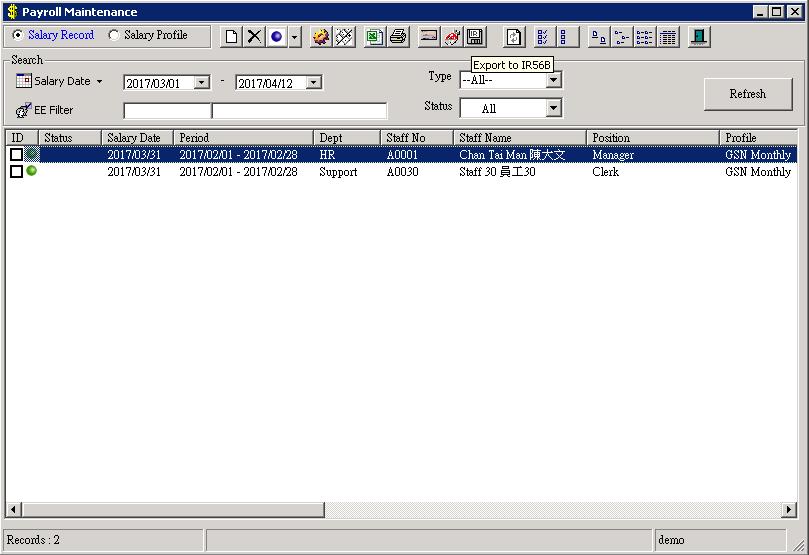 Payroll Maintenance
Salary Record Salary Profile
Export to IR56B
Search
Salary Date 2017/03/01 - 2017/04/12 Type --All--
EE Filter Status All Refresh
ID Status Salary Date Period Dept Staff No Staff Name Position Profile
2017/03/31 2017/02/01 - 2017/02/28 HR A0001 Chan Tai Man 陳大文 Manager GSN Monthly
2017/03/31 2017/02/01 - 2017/02/28 Support A0030 Staff 30 員工30 Clerk GSN Monthly
Records : 2 demo